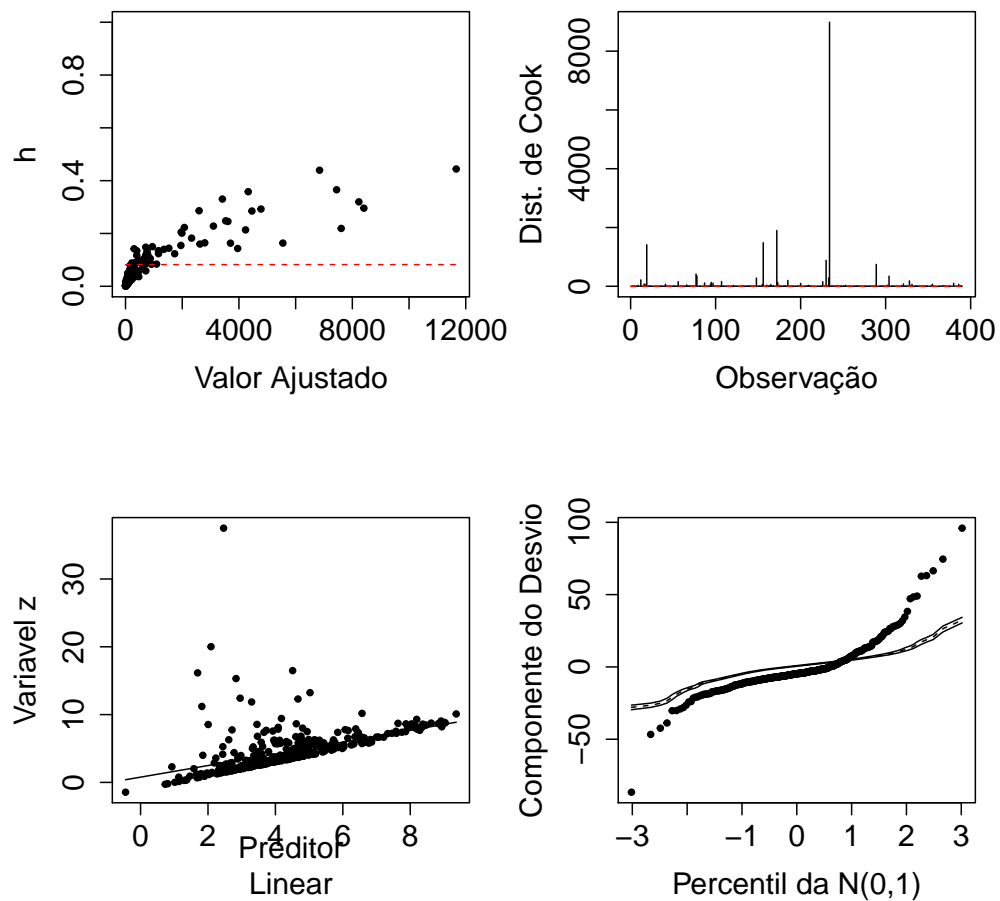 h
0.0 0.4 0.8
0 4000 8000 12000
Valor Ajustado
Dist. de Cook
0 4000 8000
0 100 200 300 400
Observação
Variavel z
0 10 20 30
0 2 4 6 8
Preditor
Linear
Componente do Desvio
−50 0 50 100
−3 −1 0 1 2 3
Percentil da N(0,1)